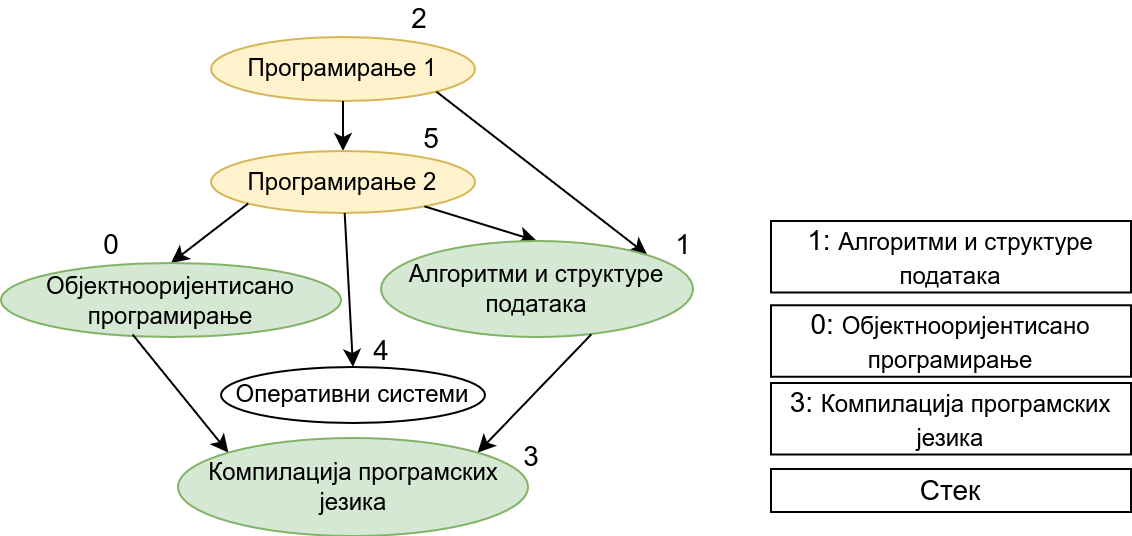 2
Програмирање 1
5
Програмирање 2
0
Објектнооријентисано
програмирање
1
Алгоритми и структуре
података
4
Оперативни системи
3
Компилација програмских
језика
1: Алгоритми и структуре
података
0: Објектнооријентисано
програмирање
3: Компилација програмских
језика
Стек